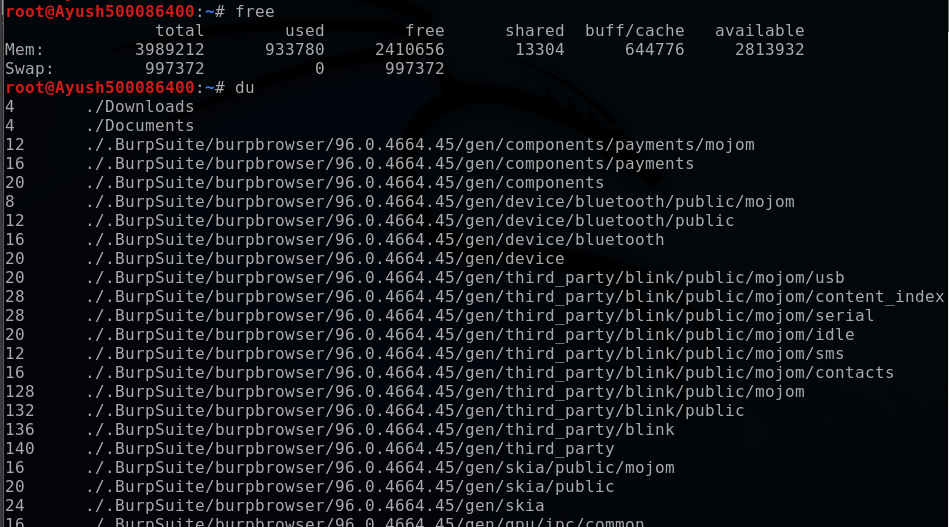 root@Ayush500086400:~# free
              total        used        free      shared  buff/cache   available
Mem:        3989212      933780     2410656       13304      644776     2813932
Swap:        997372           0      997372
root@Ayush500086400:~# du
4       ./Downloads
4       ./Documents
12      ./.BurpSuite/burpbrowser/96.0.4664.45/gen/components/payments/mojom
16      ./.BurpSuite/burpbrowser/96.0.4664.45/gen/components/payments
20      ./.BurpSuite/burpbrowser/96.0.4664.45/gen/components
8       ./.BurpSuite/burpbrowser/96.0.4664.45/gen/device/bluetooth/public/mojom
12      ./.BurpSuite/burpbrowser/96.0.4664.45/gen/device/bluetooth/public
16      ./.BurpSuite/burpbrowser/96.0.4664.45/gen/device/bluetooth
20      ./.BurpSuite/burpbrowser/96.0.4664.45/gen/device
20      ./.BurpSuite/burpbrowser/96.0.4664.45/gen/third_party/blink/public/mojom/usb
28      ./.BurpSuite/burpbrowser/96.0.4664.45/gen/third_party/blink/public/mojom/content_index
28      ./.BurpSuite/burpbrowser/96.0.4664.45/gen/third_party/blink/public/mojom/serial
20      ./.BurpSuite/burpbrowser/96.0.4664.45/gen/third_party/blink/public/mojom/idle
12      ./.BurpSuite/burpbrowser/96.0.4664.45/gen/third_party/blink/public/mojom/sms
16      ./.BurpSuite/burpbrowser/96.0.4664.45/gen/third_party/blink/public/mojom/contacts
128     ./.BurpSuite/burpbrowser/96.0.4664.45/gen/third_party/blink/public/mojom
132     ./.BurpSuite/burpbrowser/96.0.4664.45/gen/third_party/blink/public
136     ./.BurpSuite/burpbrowser/96.0.4664.45/gen/third_party/blink
140     ./.BurpSuite/burpbrowser/96.0.4664.45/gen/third_party
16      ./.BurpSuite/burpbrowser/96.0.4664.45/gen/skia/public/mojom
20      ./.BurpSuite/burpbrowser/96.0.4664.45/gen/skia/public
24      ./.BurpSuite/burpbrowser/96.0.4664.45/gen/skia
16      ./.BurpSuite/burpbrowser/96.0.4664.45/gen/gpu/ipc/common